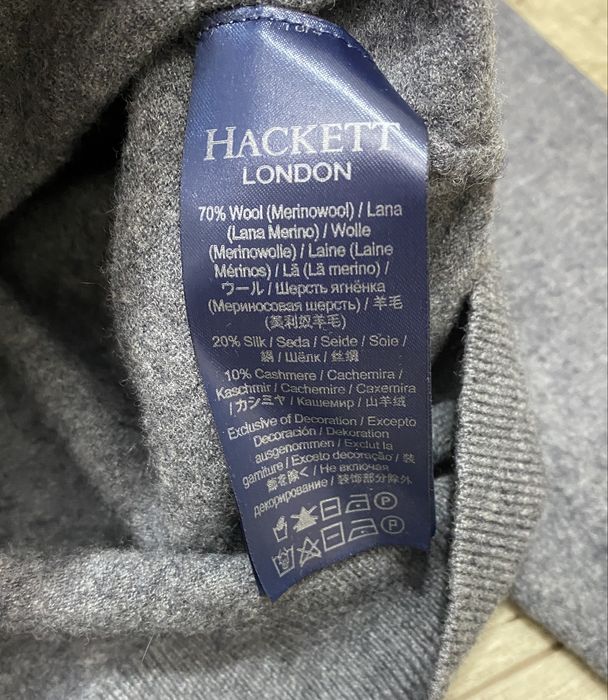 HACKETT
LONDON
70% Wool (Merinowool) / Lana
(Lana Merino) / Wolle
(Merinowolle) / Laine (Laine
Mérinos) / Lã (Lã merino) /
ウール / Шерсть ягнёнка
(Мериносовая шерсть) / 羊毛
(美利奴羊毛)
20% Silk / Seda / Seide / Soie /
絹 / Шёлк / 丝绸
10% Cashmere / Cachemira /
Kaschmir / Cachemire / Caxemira
/ カシミヤ / Кашемир / 山羊绒
Exclusive of Decoration / Excepto
Decoración / Dekoration
ausgenommen / Exclut la
garniture / Exceto decoração / 装
飾を除く / Не включая
декорирование / 装饰部分除外
P
P